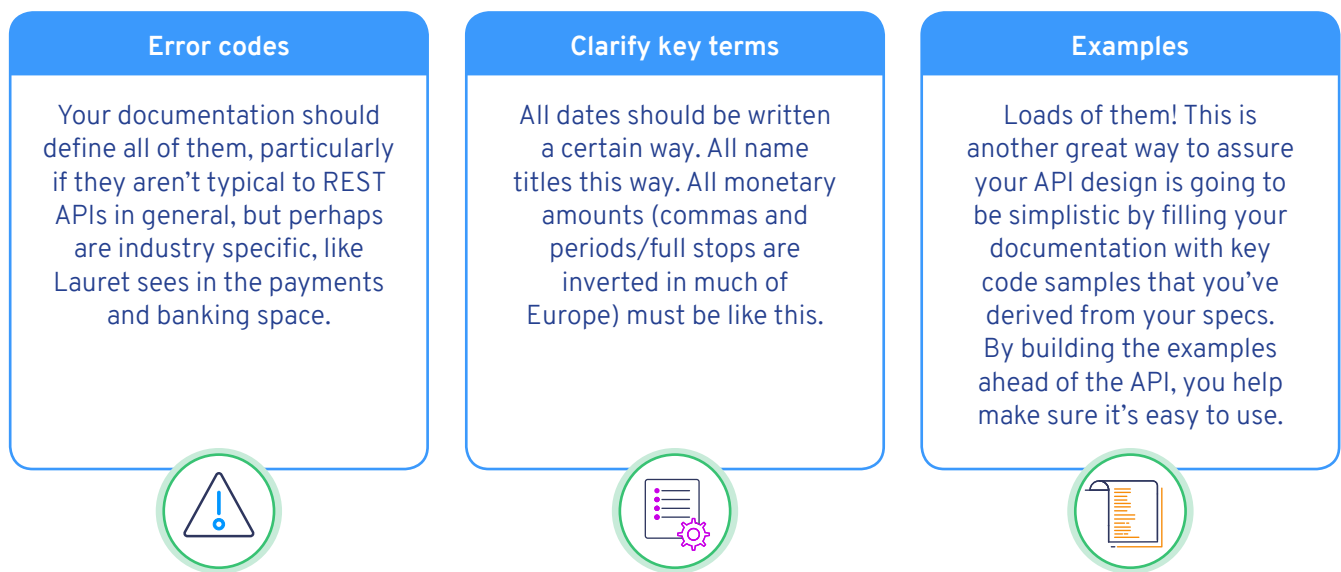 Error codes
Your documentation should
define all of them, particularly
if they aren’t typical to REST
APIs in general, but perhaps
are industry specific, like
Lauret sees in the payments
and banking space.
Clarify key terms
All dates should be written
a certain way. All name
titles this way. All monetary
amounts (commas and
periods/full stops are
inverted in much of
Europe) must be like this.
Examples
Loads of them! This is
another great way to assure
your API design is going to
be simplistic by filling your
documentation with key
code samples that you’ve
derived from your specs.
By building the examples
ahead of the API, you help
make sure it’s easy to use.